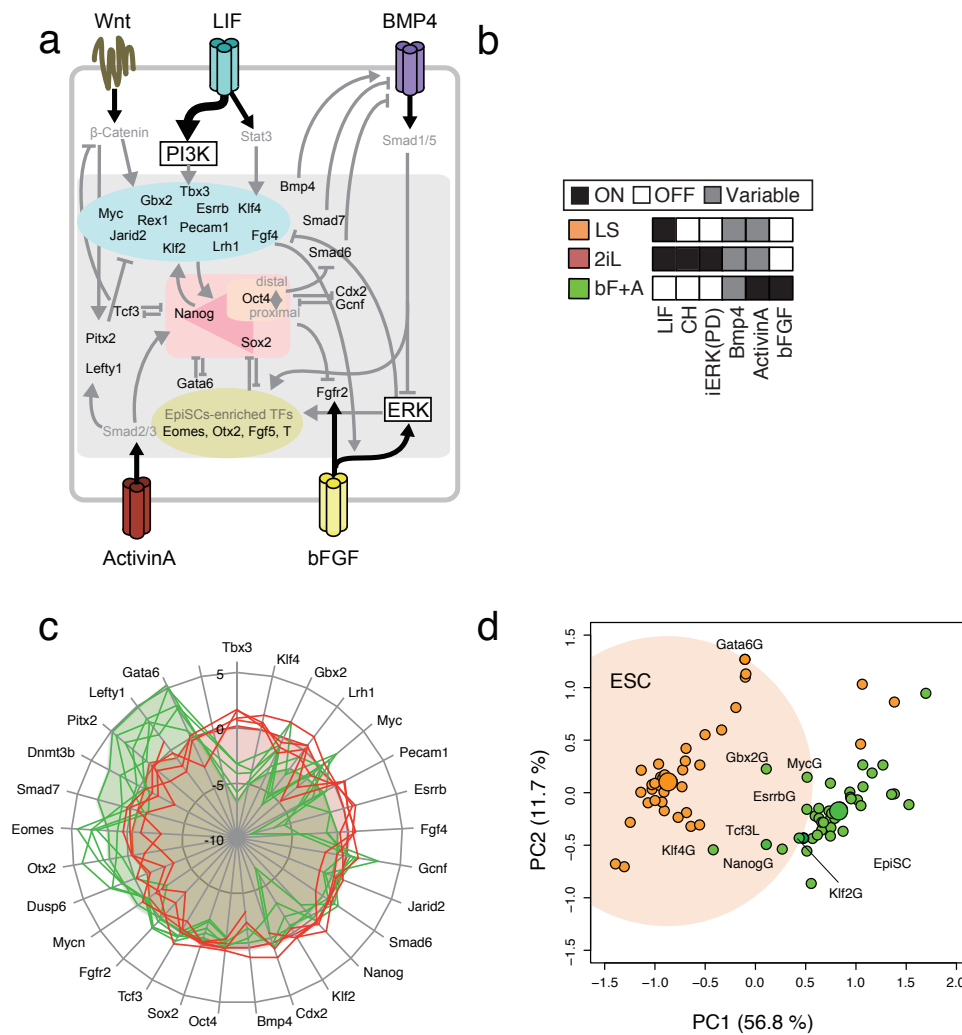 a
Wnt
LIF
BMP4
β-Catenin
PI3K
Stat3
Smad1/5
Tbx3
Gbx2
Myc
Esrrb
Klf4
Rex1
Pecam1
Jarid2
Klf2
Lrh1
Fgf4
Bmp4
Smad7
Smad6
distal
Oct4
proximal
Cdx2
Gcnf
Nanog
Sox2
Tcf3
Pitx2
Lefty1
Gata6
Fgfr2
ERK
EpiSCs-enriched TFs
Eomes, Otx2, Fgf5, T
Smad2/3
ActivinA
bFGF
b
ON
OFF
Variable
LS
2iL
bF+A
LIF
CH
iERK(PD)
Bmp4
ActivinA
bFGF
c
Tbx3
Klf4
Gbx2
Lrh1
Myc
Pecam1
Esrrb
Fgf4
Gcnf
Jarid2
Smad6
Nanog
Klf2
Cdx2
Bmp4
Oct4
Sox2
Tcf3
Fgfr2
Mycn
Dusp6
Otx2
Eomes
Smad7
Dnmt3b
Pitx2
Lefty1
Gata6
5
0
-5
-10
d
ESC
Gata6G
Gbx2G
MycG
EsrrbG
Tcf3L
Klf4G
NanogG
Klf2G
EpiSC
PC2 (11.7 %)
1.5
1.0
0.5
0.0
−0.5
−1.0
−1.5
−1.5
−1.0
−0.5
0.0
0.5
1.0
1.5
2.0
PC1 (56.8 %)